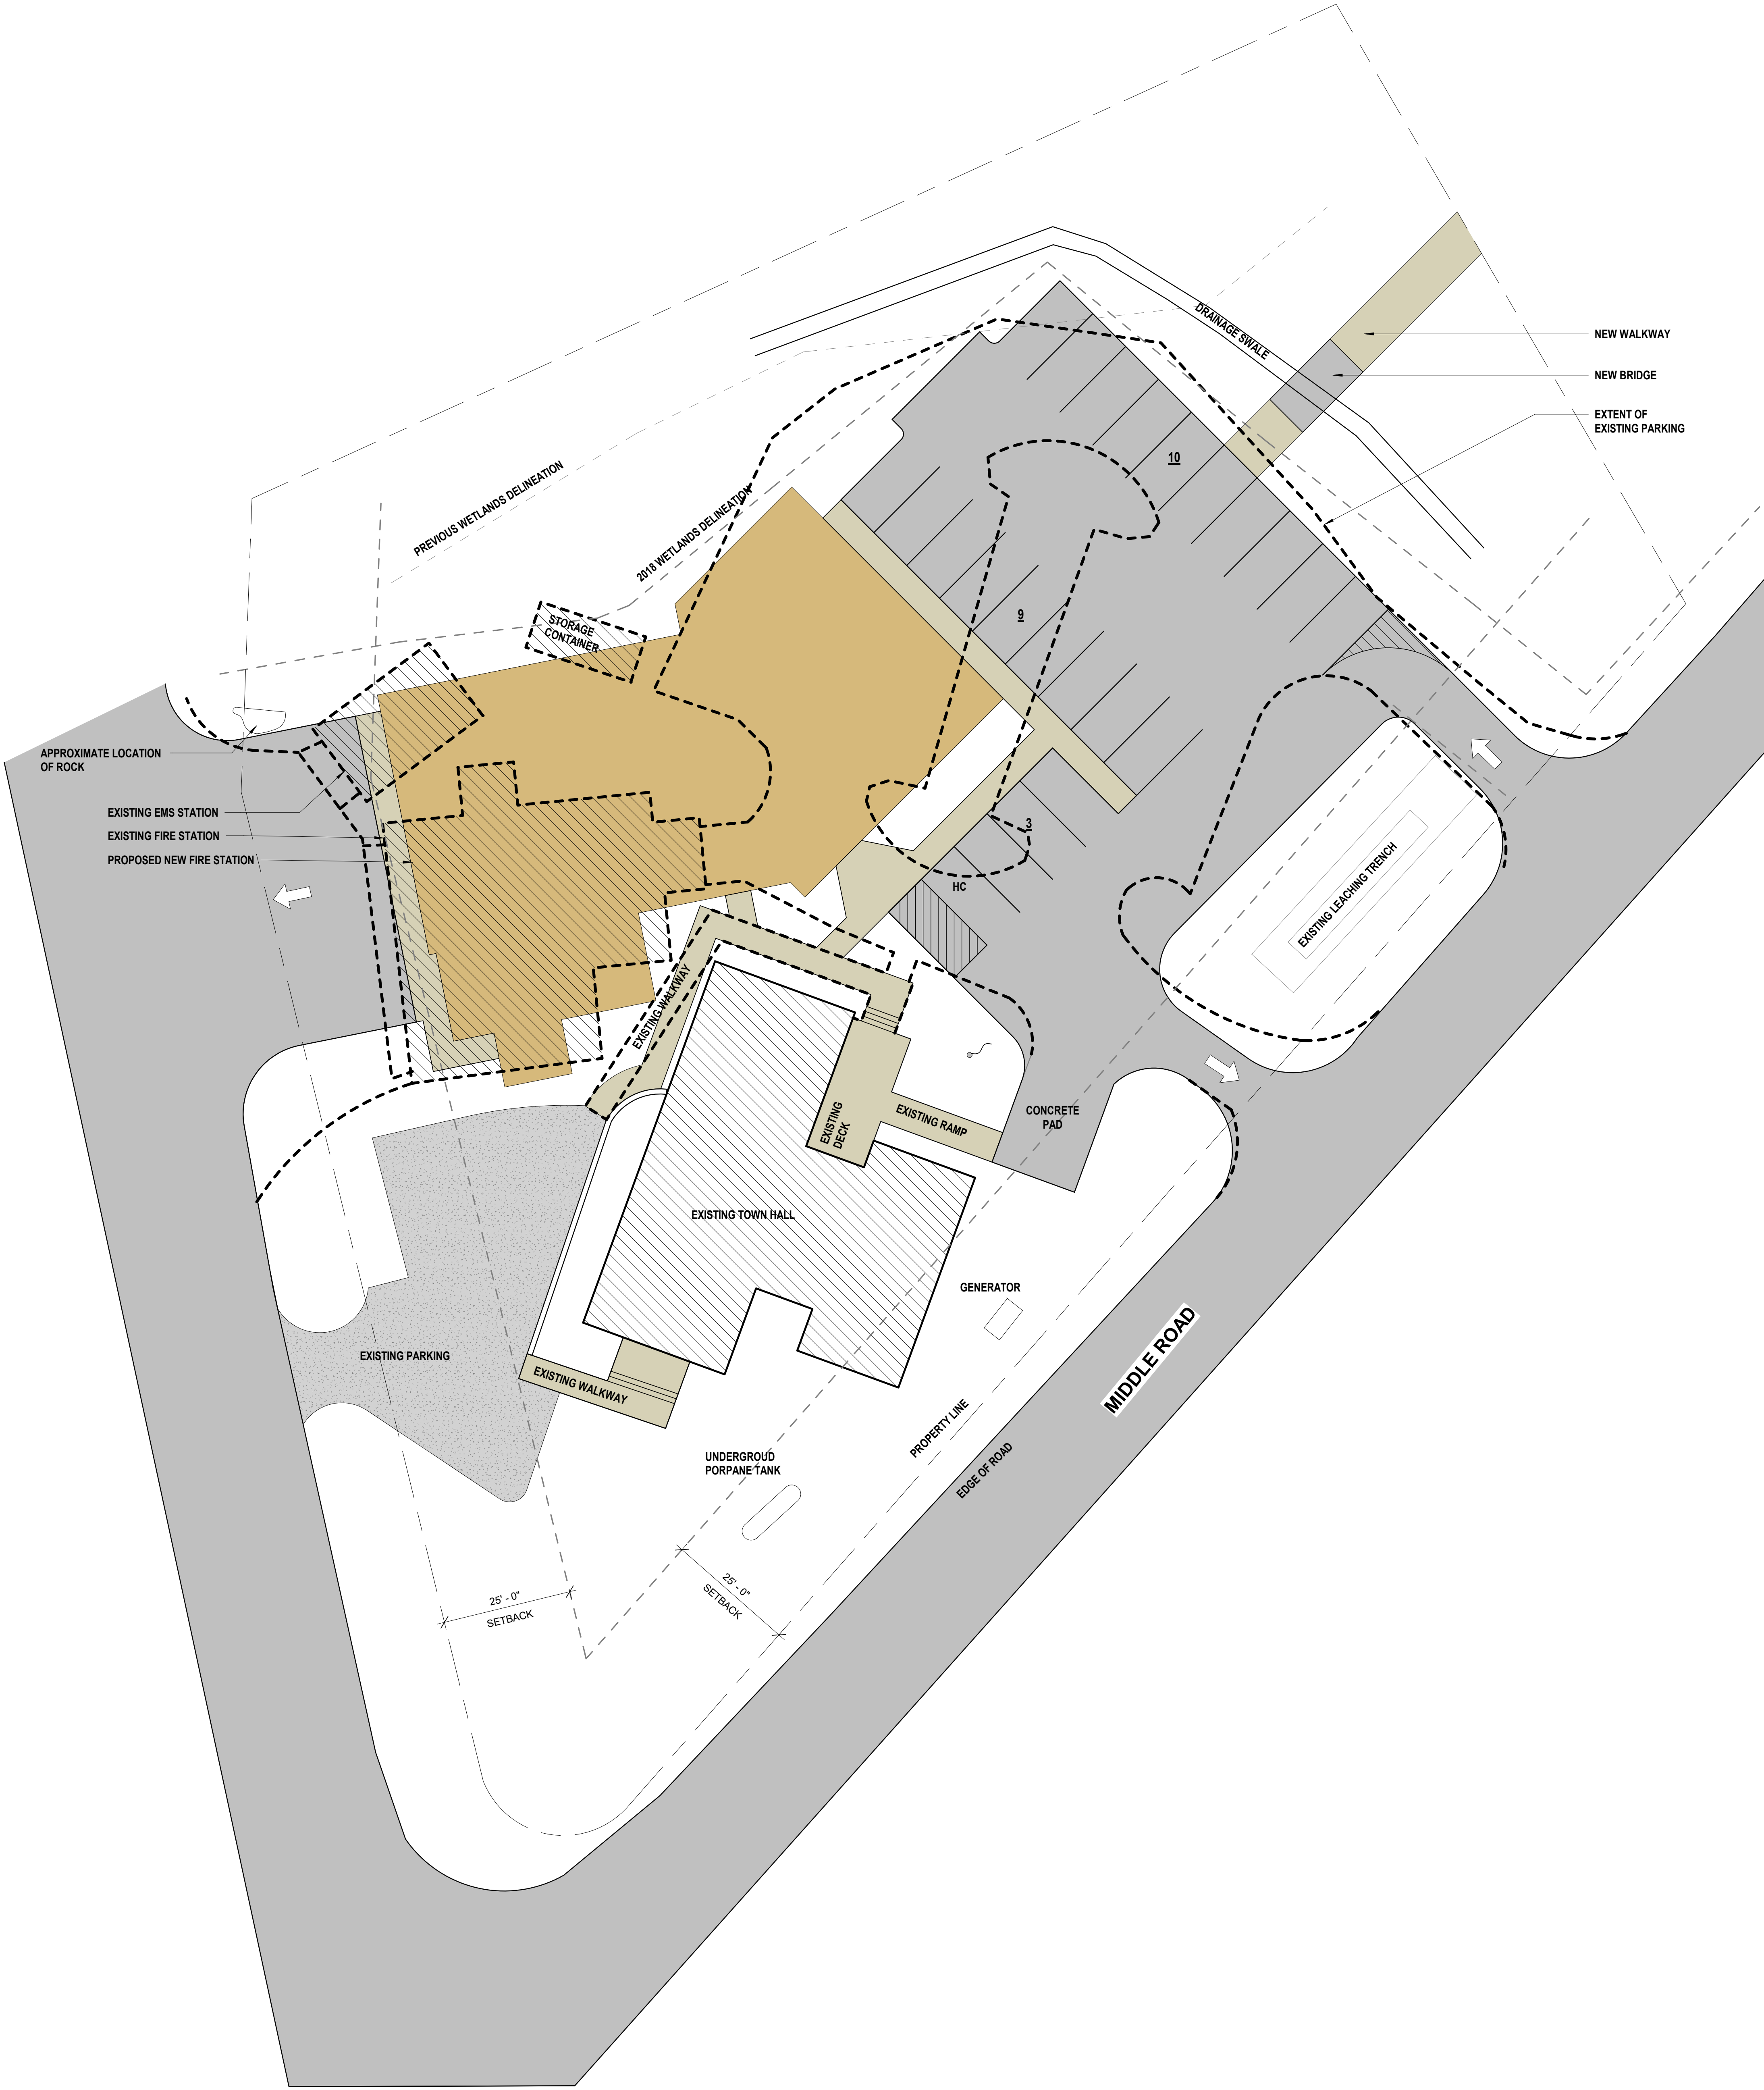 DRAINAGE SWALE
NEW WALKWAY
NEW BRIDGE
EXTENT OF
EXISTING PARKING
10
PREVIOUS WETLANDS DELINEATION
2018 WETLANDS DELINEATION
STORAGE
CONTAINER
9
APPROXIMATE LOCATION
OF ROCK
EXISTING EMS STATION
EXISTING FIRE STATION
PROPOSED NEW FIRE STATION
3
HC
EXISTING LEACHING TRENCH
EXISTING WALKWAY
EXISTING
DECK
EXISTING RAMP
CONCRETE
PAD
EXISTING TOWN HALL
GENERATOR
EXISTING PARKING
EXISTING WALKWAY
MIDDLE ROAD
PROPERTY LINE
EDGE OF ROAD
UNDERGROUD
PORPANE TANK
25' - 0"
SETBACK
25' - 0"
SETBACK